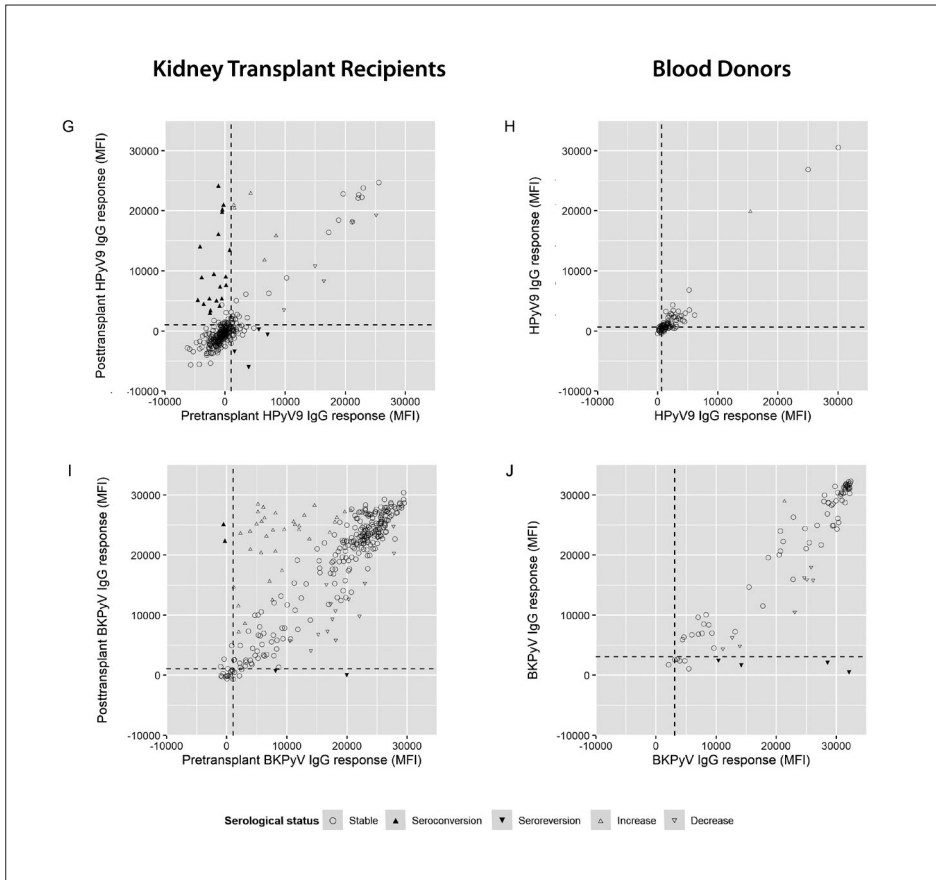 Kidney Transplant Recipients
Blood Donors
G
Posttransplant HPyV9 IgG response (MFI)
30000
20000
10000
0
-10000
-10000
0
10000
20000
30000
Pretransplant HPyV9 IgG response (MFI)
H
HPyV9 IgG response (MFI)
30000
20000
10000
0
-10000
-10000
0
10000
20000
30000
HPyV9 IgG response (MFI)
I
Posttransplant BKPyV IgG response (MFI)
30000
20000
10000
0
-10000
-10000
0
10000
20000
30000
Pretransplant BKPyV IgG response (MFI)
J
BKPyV IgG response (MFI)
30000
20000
10000
0
-10000
-10000
0
10000
20000
30000
BKPyV IgG response (MFI)
Serological status Stable Seroconversion Seroreversion Increase Decrease